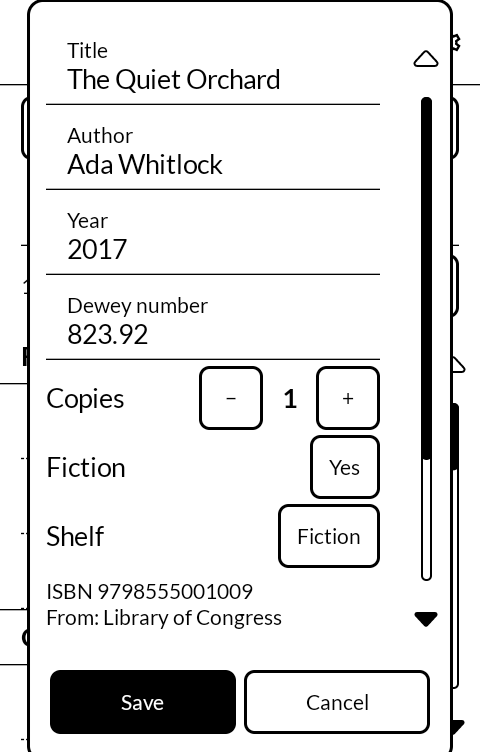 Title
The Quiet Orchard
Author
Ada Whitlock
Year
2017
Dewey number
823.92
Copies − 1 +
Fiction Yes
Shelf Fiction
ISBN 9798555001009
From: Library of Congress
Save Cancel